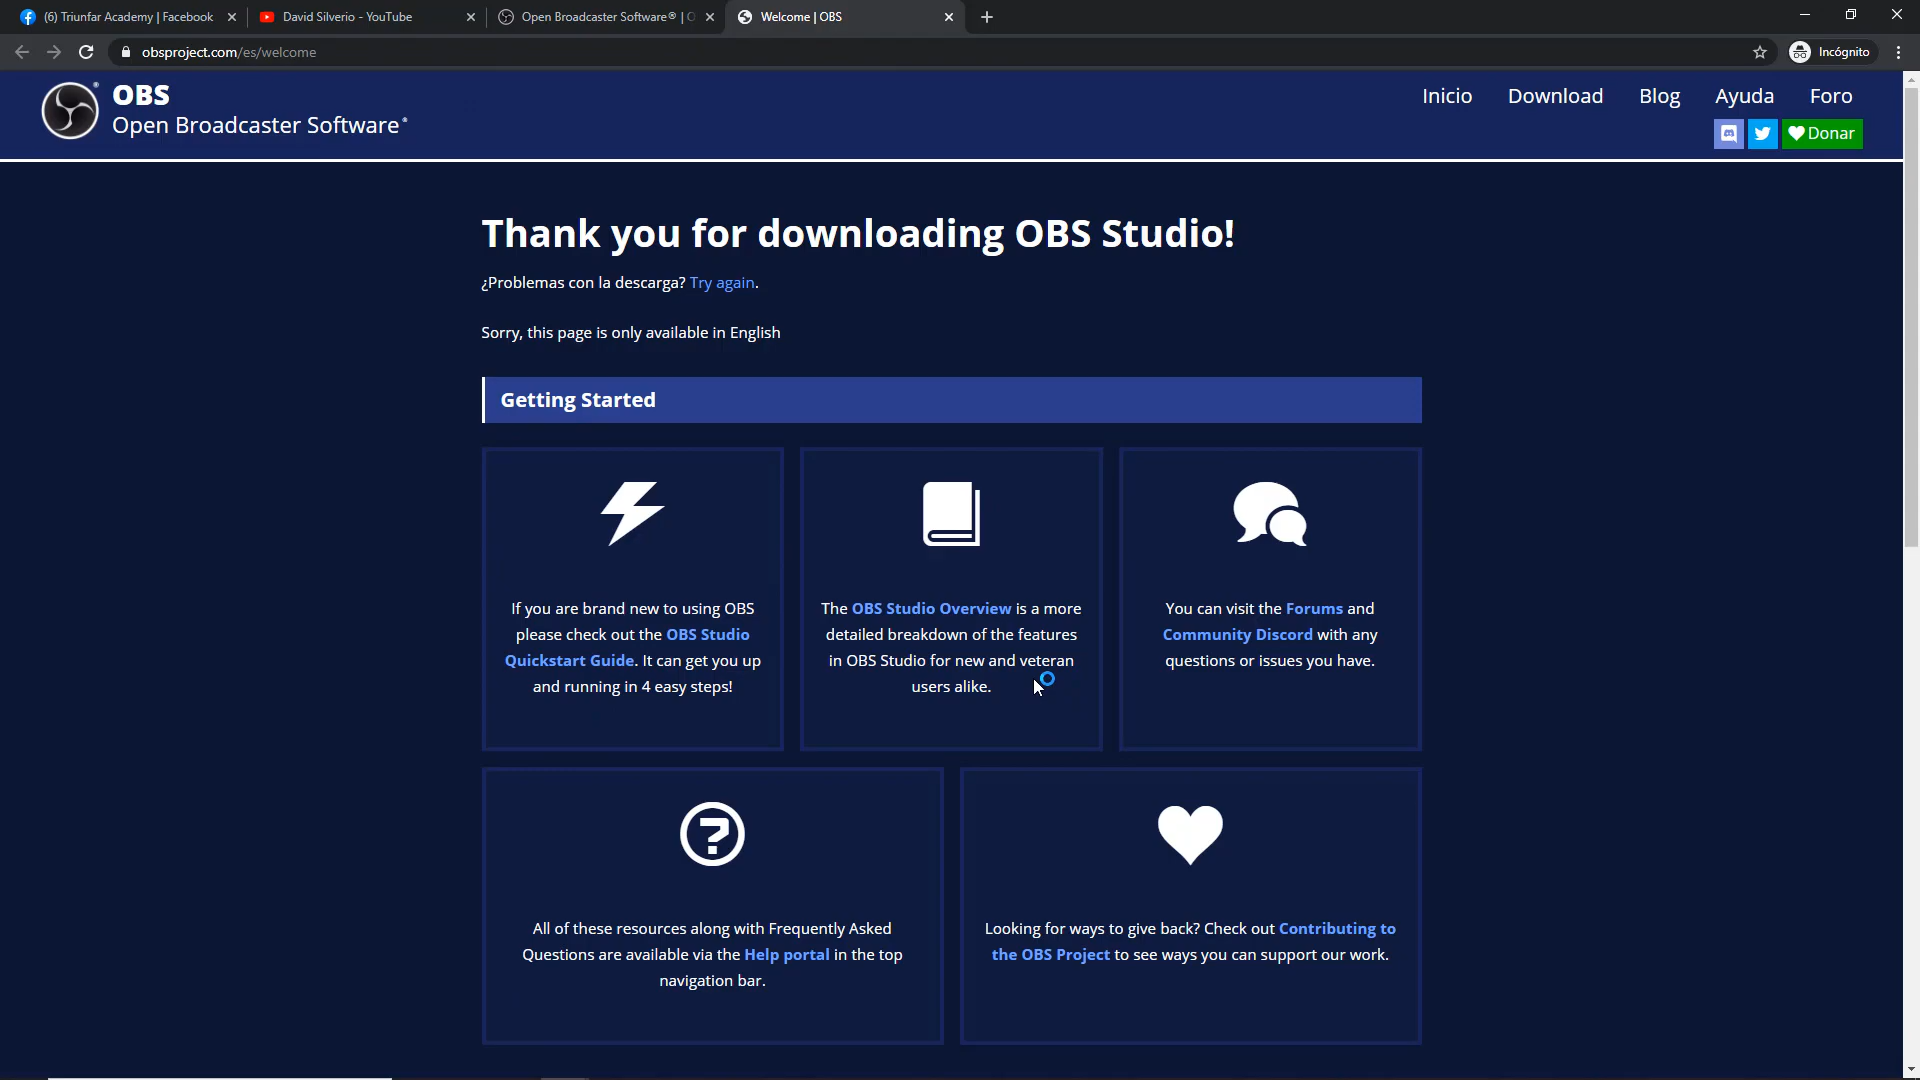 (6) Triunfar Academy | Facebook
David Silverio - YouTube
Open Broadcaster Software® | O
Welcome | OBS
obsproject.com/es/welcome
Incógnito
OBS
Open Broadcaster Software®
Inicio
Download
Blog
Ayuda
Foro
Donar
Thank you for downloading OBS Studio!
¿Problemas con la descarga? Try again.
Sorry, this page is only available in English
Getting Started
If you are brand new to using OBS
please check out the OBS Studio
Quickstart Guide. It can get you up
and running in 4 easy steps!
The OBS Studio Overview is a more
detailed breakdown of the features
in OBS Studio for new and veteran
users alike.
You can visit the Forums and
Community Discord with any
questions or issues you have.
All of these resources along with Frequently Asked
Questions are available via the Help portal in the top
navigation bar.
Looking for ways to give back? Check out Contributing to
the OBS Project to see ways you can support our work.